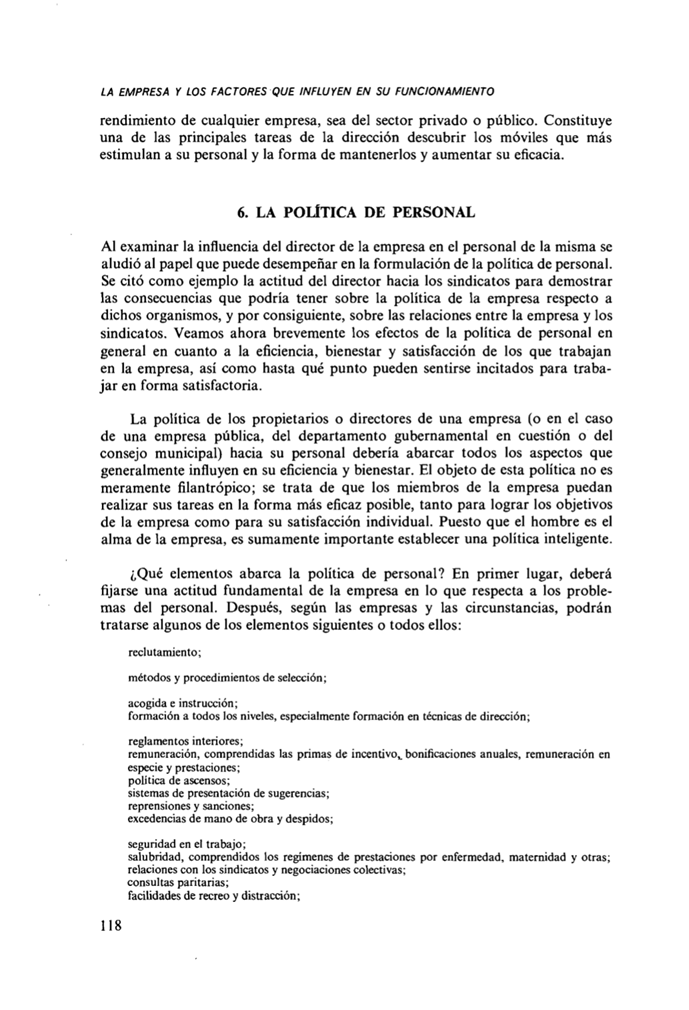 LA EMPRESA Y LOS FACTORES QUE INFLUYEN EN SU FUNCIONAMIENTO
rendimiento de cualquier empresa, sea del sector privado o público. Constituye
una de las principales tareas de la dirección descubrir los móviles que más
estimulan a su personal y la forma de mantenerlos y aumentar su eficacia.
6. LA POLÍTICA DE PERSONAL
Al examinar la influencia del director de la empresa en el personal de la misma se
aludió al papel que puede desempeñar en la formulación de la política de personal.
Se citó como ejemplo la actitud del director hacia los sindicatos para demostrar
las consecuencias que podría tener sobre la política de la empresa respecto a
dichos organismos, y por consiguiente, sobre las relaciones entre la empresa y los
sindicatos. Veamos ahora brevemente los efectos de la política de personal en
general en cuanto a la eficiencia, bienestar y satisfacción de los que trabajan
en la empresa, así como hasta qué punto pueden sentirse incitados para traba-
jar en forma satisfactoria.
La política de los propietarios o directores de una empresa (o en el caso
de una empresa pública, del departamento gubernamental en cuestión o del
consejo municipal) hacia su personal debería abarcar todos los aspectos que
generalmente influyen en su eficiencia y bienestar. El objeto de esta política no es
meramente filantrópico; se trata de que los miembros de la empresa puedan
realizar sus tareas en la forma más eficaz posible, tanto para lograr los objetivos
de la empresa como para su satisfacción individual. Puesto que el hombre es el
alma de la empresa, es sumamente importante establecer una política inteligente.
¿Qué elementos abarca la política de personal? En primer lugar, deberá
fijarse una actitud fundamental de la empresa en lo que respecta a los proble-
mas del personal. Después, según las empresas y las circunstancias, podrán
tratarse algunos de los elementos siguientes o todos ellos:
reclutamiento;
métodos y procedimientos de selección;
acogida e instrucción;
formación a todos los niveles, especialmente formación en técnicas de dirección;
reglamentos interiores;
remuneración, comprendidas las primas de incentivo, bonificaciones anuales, remuneración en
especie y prestaciones;
política de ascensos;
sistemas de presentación de sugerencias;
reprensiones y sanciones;
excedencias de mano de obra y despidos;
seguridad en el trabajo;
salubridad, comprendidos los regímenes de prestaciones por enfermedad, maternidad y otras;
relaciones con los sindicatos y negociaciones colectivas;
consultas paritarias;
facilidades de recreo y distracción;
118